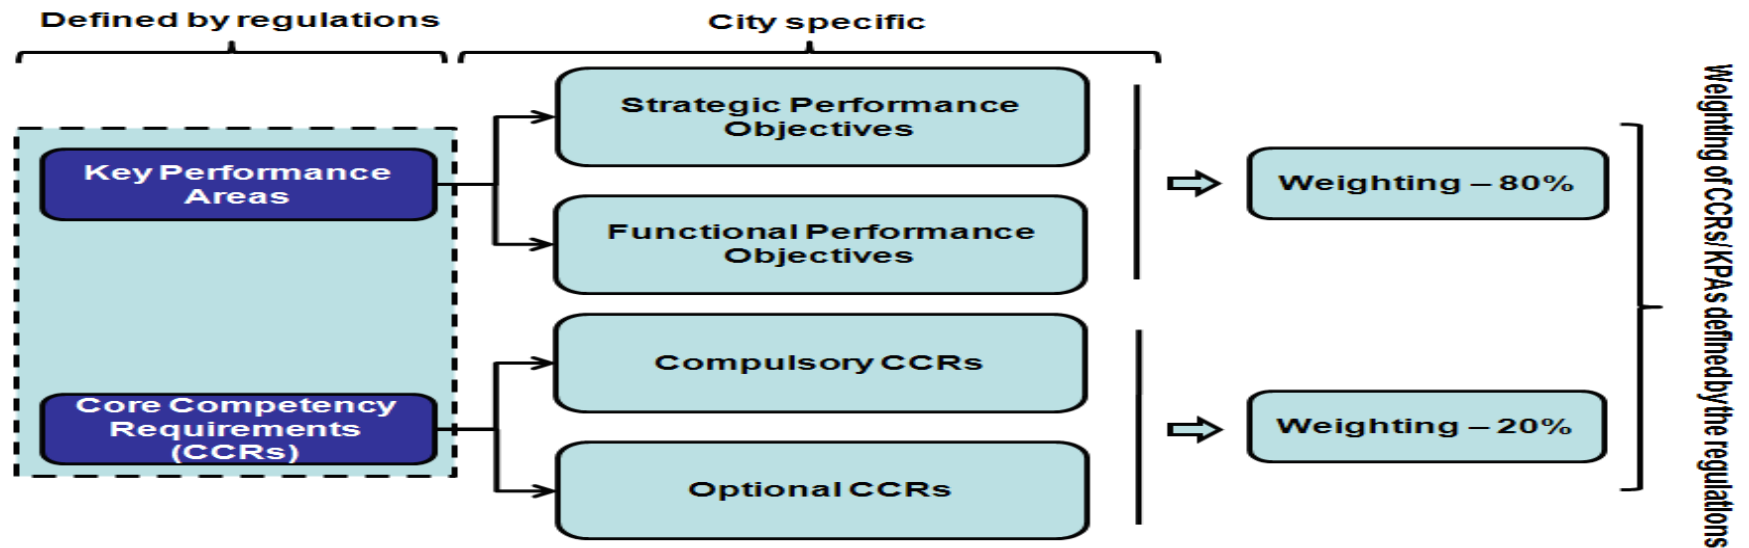 Defined by regulations
City specific
Key Performance
Areas
Strategic Performance
Objectives
Functional Performance
Objectives
Weighting – 80%
Core Competency
Requirements
(CCRs)
Compulsory CCRs
Optional CCRs
Weighting – 20%
Weighting of CCRs/ KPAs defined by the regulations